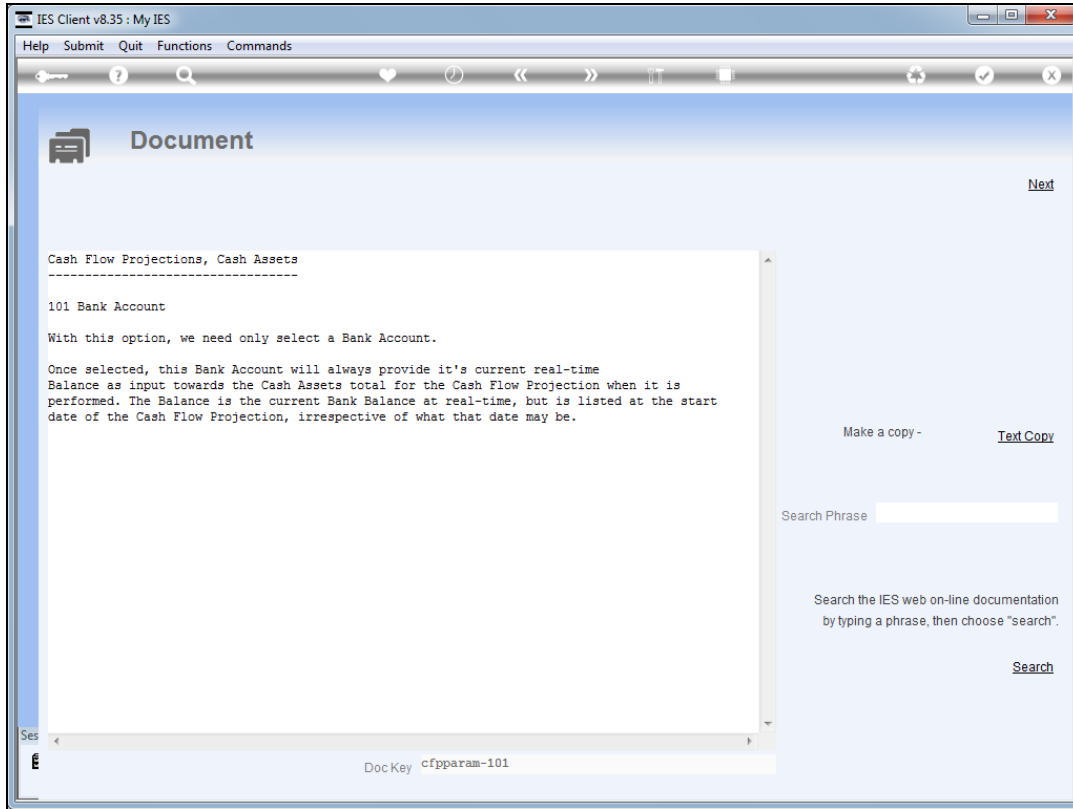 IES Client v8.35 : My IES
Help Submit Quit Functions Commands
Document
Next
Cash Flow Projections, Cash Assets
----------------------------------
101 Bank Account
With this option, we need only select a Bank Account.
Once selected, this Bank Account will always provide it's current real-time
Balance as input towards the Cash Assets total for the Cash Flow Projection when it is
performed. The Balance is the current Bank Balance at real-time, but is listed at the start
date of the Cash Flow Projection, irrespective of what that date may be.
Make a copy - Text Copy
Search Phrase
Search the IES web on-line documentation
by typing a phrase, then choose "search".
Search
Ses
Doc Key cfpparam-101